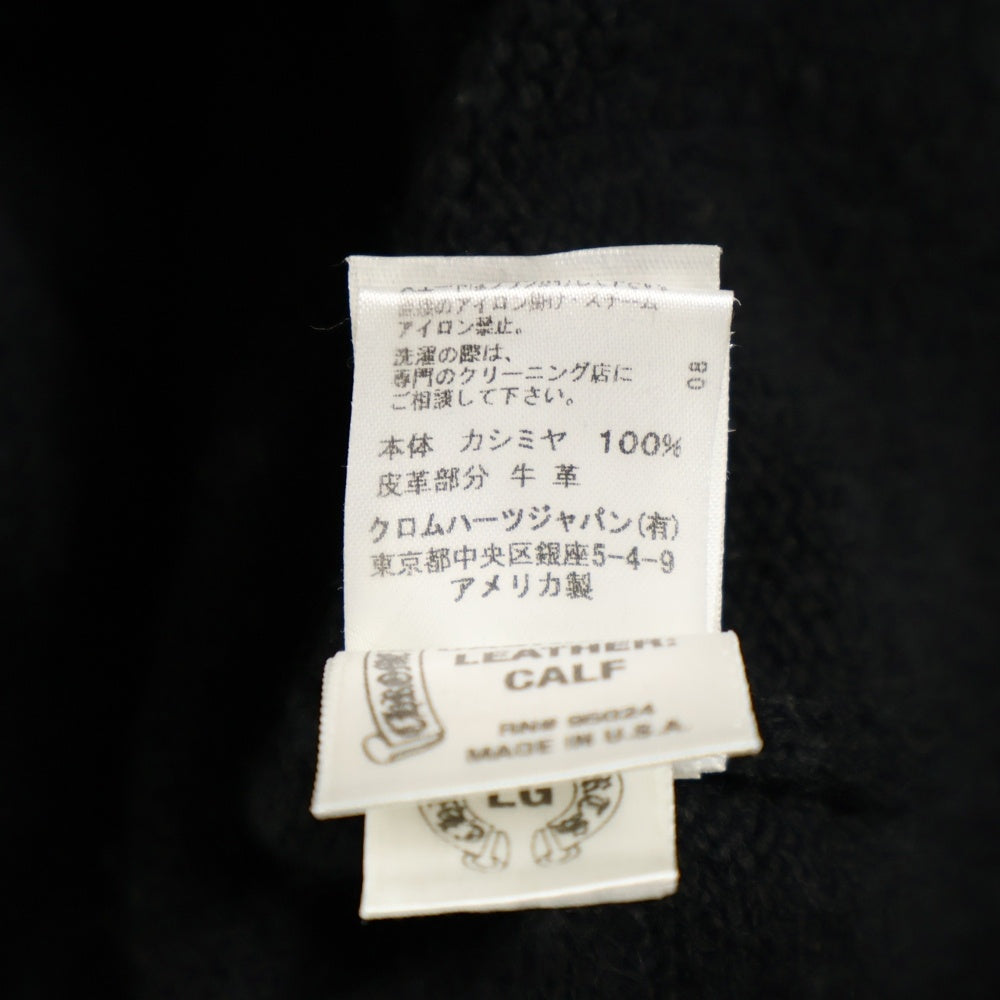 アイロン禁止。
洗濯の際は、
専門のクリーニング店に
ご相談して下さい。
80
本体 カシミヤ 100%
皮革部分 牛 革
クロムハーツジャパン(有)
東京都中央区銀座5-4-9
アメリカ製
LEATHER:
CALF
RN# 95024
MADE IN U.S.A.
LG